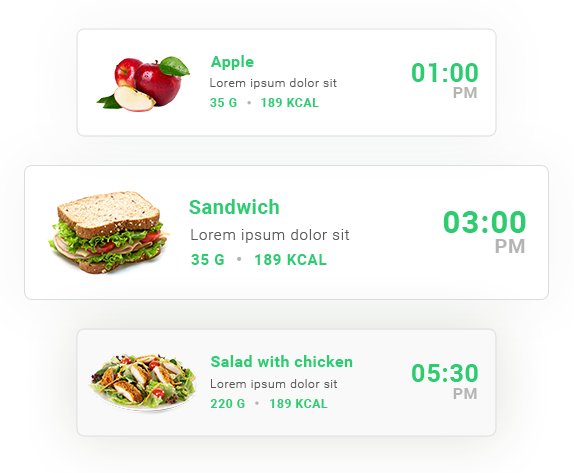 Apple
Lorem ipsum dolor sit
35 G • 189 KCAL
01:00
PM
Sandwich
Lorem ipsum dolor sit
35 G • 189 KCAL
03:00
PM
Salad with chicken
Lorem ipsum dolor sit
220 G • 189 KCAL
05:30
PM